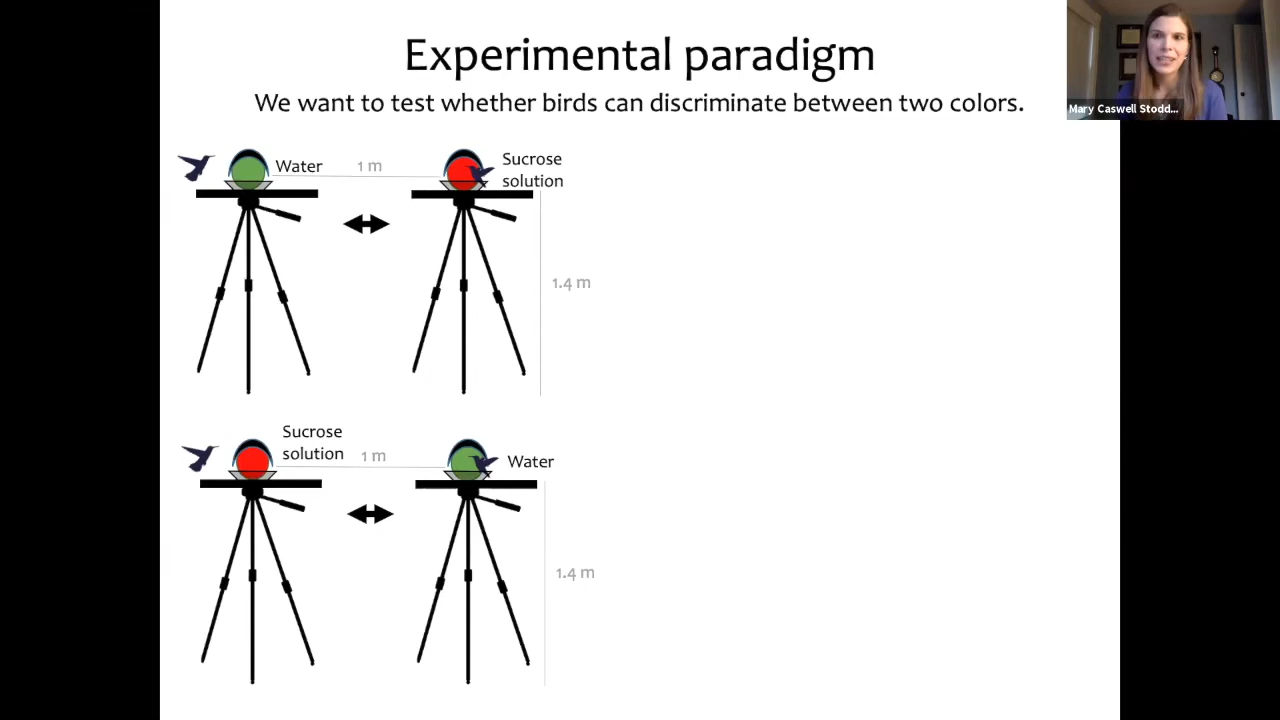 Experimental paradigm
We want to test whether birds can discriminate between two colors.
Mary Caswell Stodd...
Water
1 m
Sucrose
solution
1.4 m
Sucrose
solution
1 m
Water
1.4 m